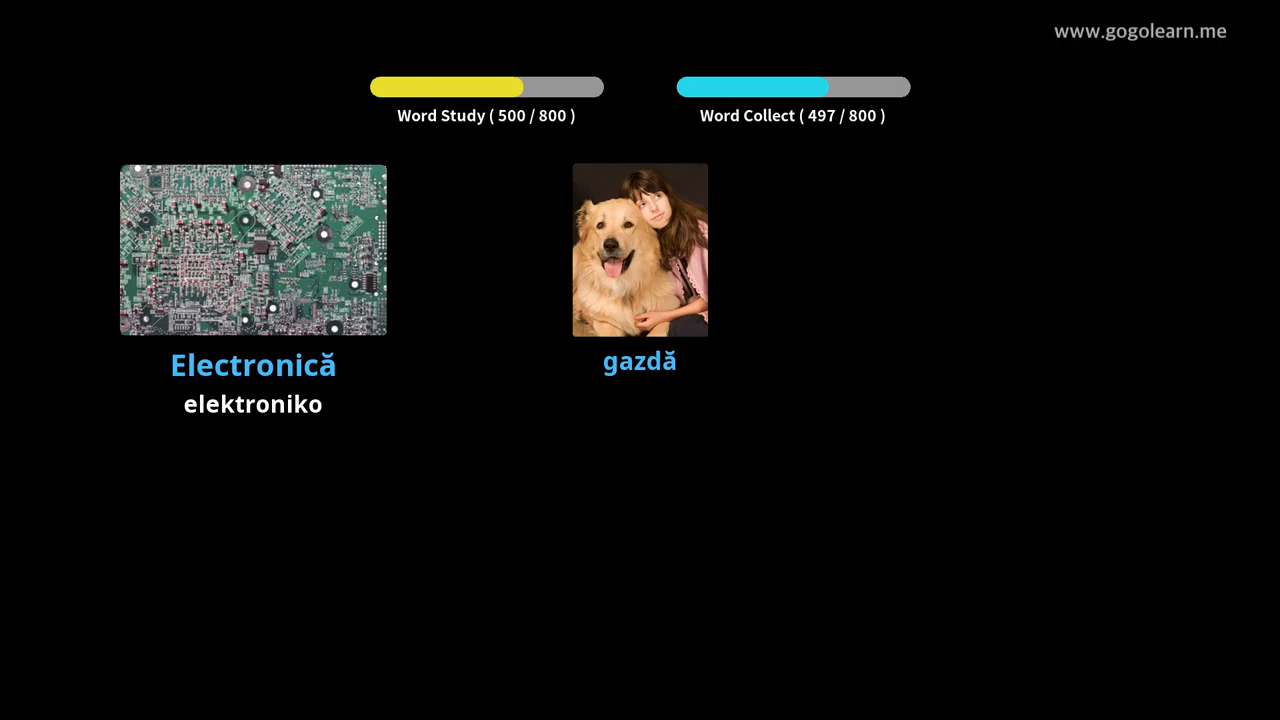 www.gogolearn.me
Word Study ( 500 / 800 )
Word Collect ( 497 / 800 )
Electronică
elektroniko
gazdă